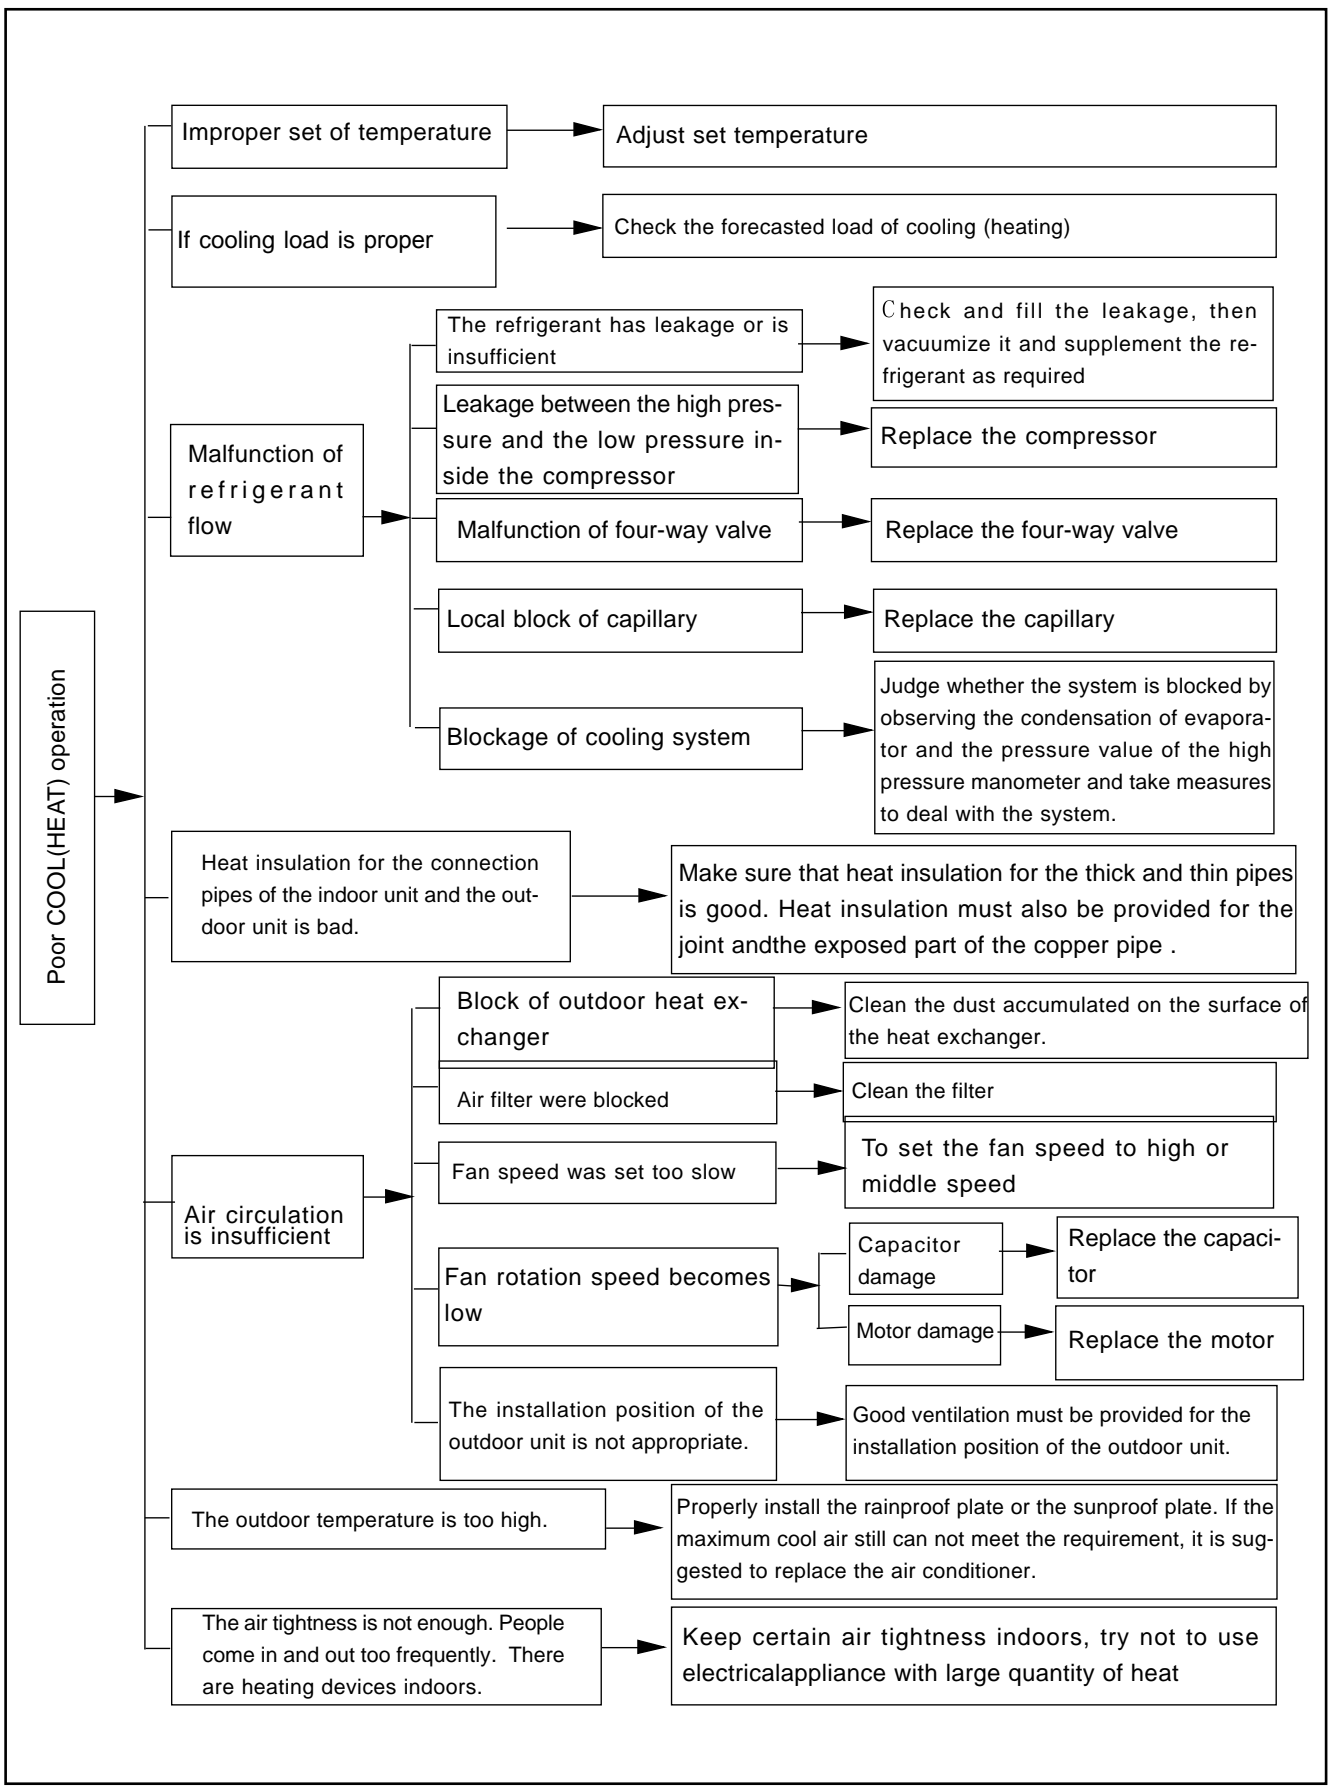 Poor COOL(HEAT) operation
Improper set of temperature
Adjust set temperature
If cooling load is proper
Check the forecasted load of cooling (heating)
Malfunction of
refrigerant
flow
The refrigerant has leakage or is
insufficient
Check and fill the leakage, then
vacuumize it and supplement the re-
frigerant as required
Leakage between the high pres-
sure and the low pressure in-
side the compressor
Replace the compressor
Malfunction of four-way valve
Replace the four-way valve
Local block of capillary
Replace the capillary
Blockage of cooling system
Judge whether the system is blocked by
observing the condensation of evapora-
tor and the pressure value of the high
pressure manometer and take measures
to deal with the system.
Heat insulation for the connection
pipes of the indoor unit and the out-
door unit is bad.
Make sure that heat insulation for the thick and thin pipes
is good. Heat insulation must also be provided for the
joint andthe exposed part of the copper pipe .
Air circulation
is insufficient
Block of outdoor heat ex-
changer
Clean the dust accumulated on the surface of
the heat exchanger.
Air filter were blocked
Clean the filter
Fan speed was set too slow
To set the fan speed to high or
middle speed
Fan rotation speed becomes
low
Capacitor
damage
Replace the capaci-
tor
Motor damage
Replace the motor
The installation position of the
outdoor unit is not appropriate.
Good ventilation must be provided for the
installation position of the outdoor unit.
The outdoor temperature is too high.
Properly install the rainproof plate or the sunproof plate. If the
maximum cool air still can not meet the requirement, it is sug-
gested to replace the air conditioner.
The air tightness is not enough. People
come in and out too frequently.  There
are heating devices indoors.
Keep certain air tightness indoors, try not to use
electricalappliance with large quantity of heat